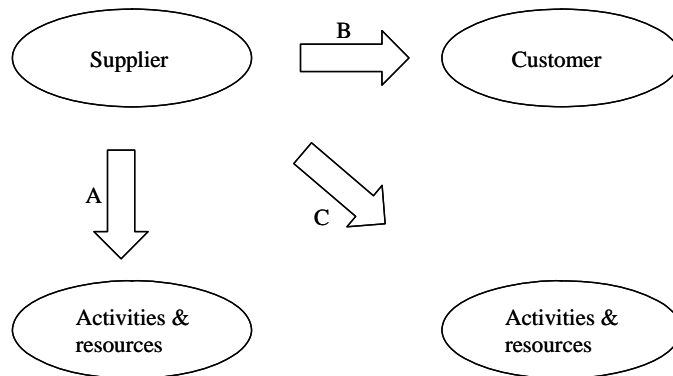 B
Supplier
Customer
A
C
Activities &
resources
Activities &
resources